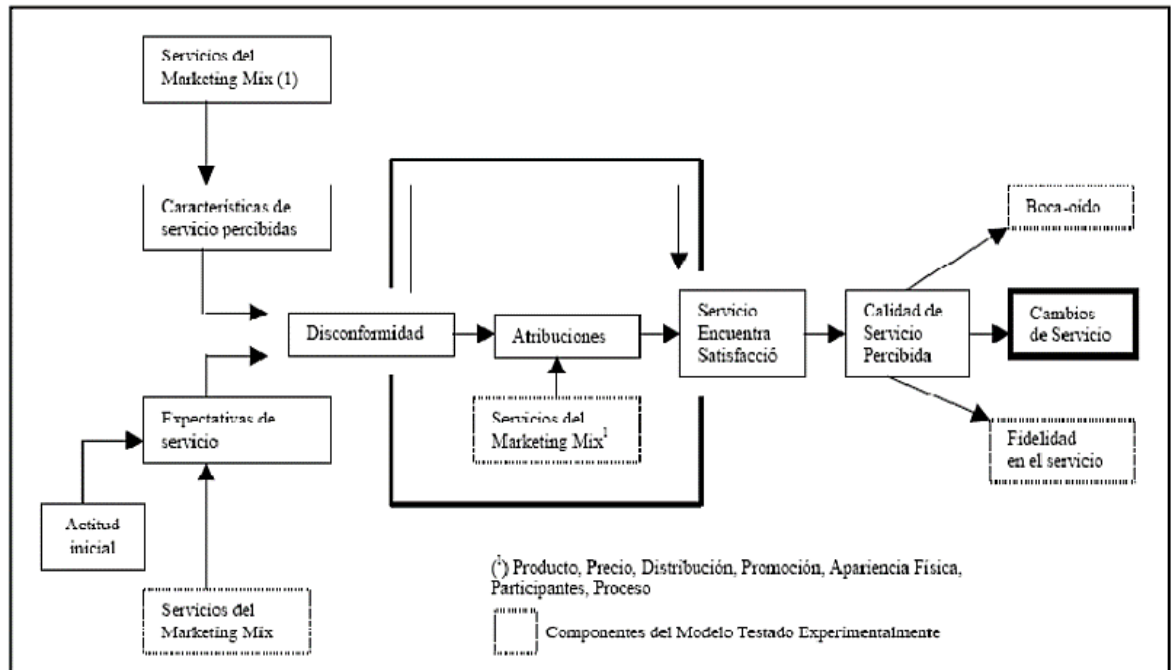 Servicios del
Marketing Mix (1)
Características de
servicio percibidas
Boca-oído
Disconformidad
Atribuciones
Servicio
Encuentra
Satisfacció
Calidad de
Servicio
Percibida
Cambios
de Servicio
Servicios del
Marketing Mix¹
Expectativas de
servicio
Fidelidad
en el servicio
Actitud
inicial
Servicios del
Marketing Mix
(¹) Producto, Precio, Distribución, Promoción, Apariencia Física,
Participantes, Proceso
Componentes del Modelo Testado Experimentalmente